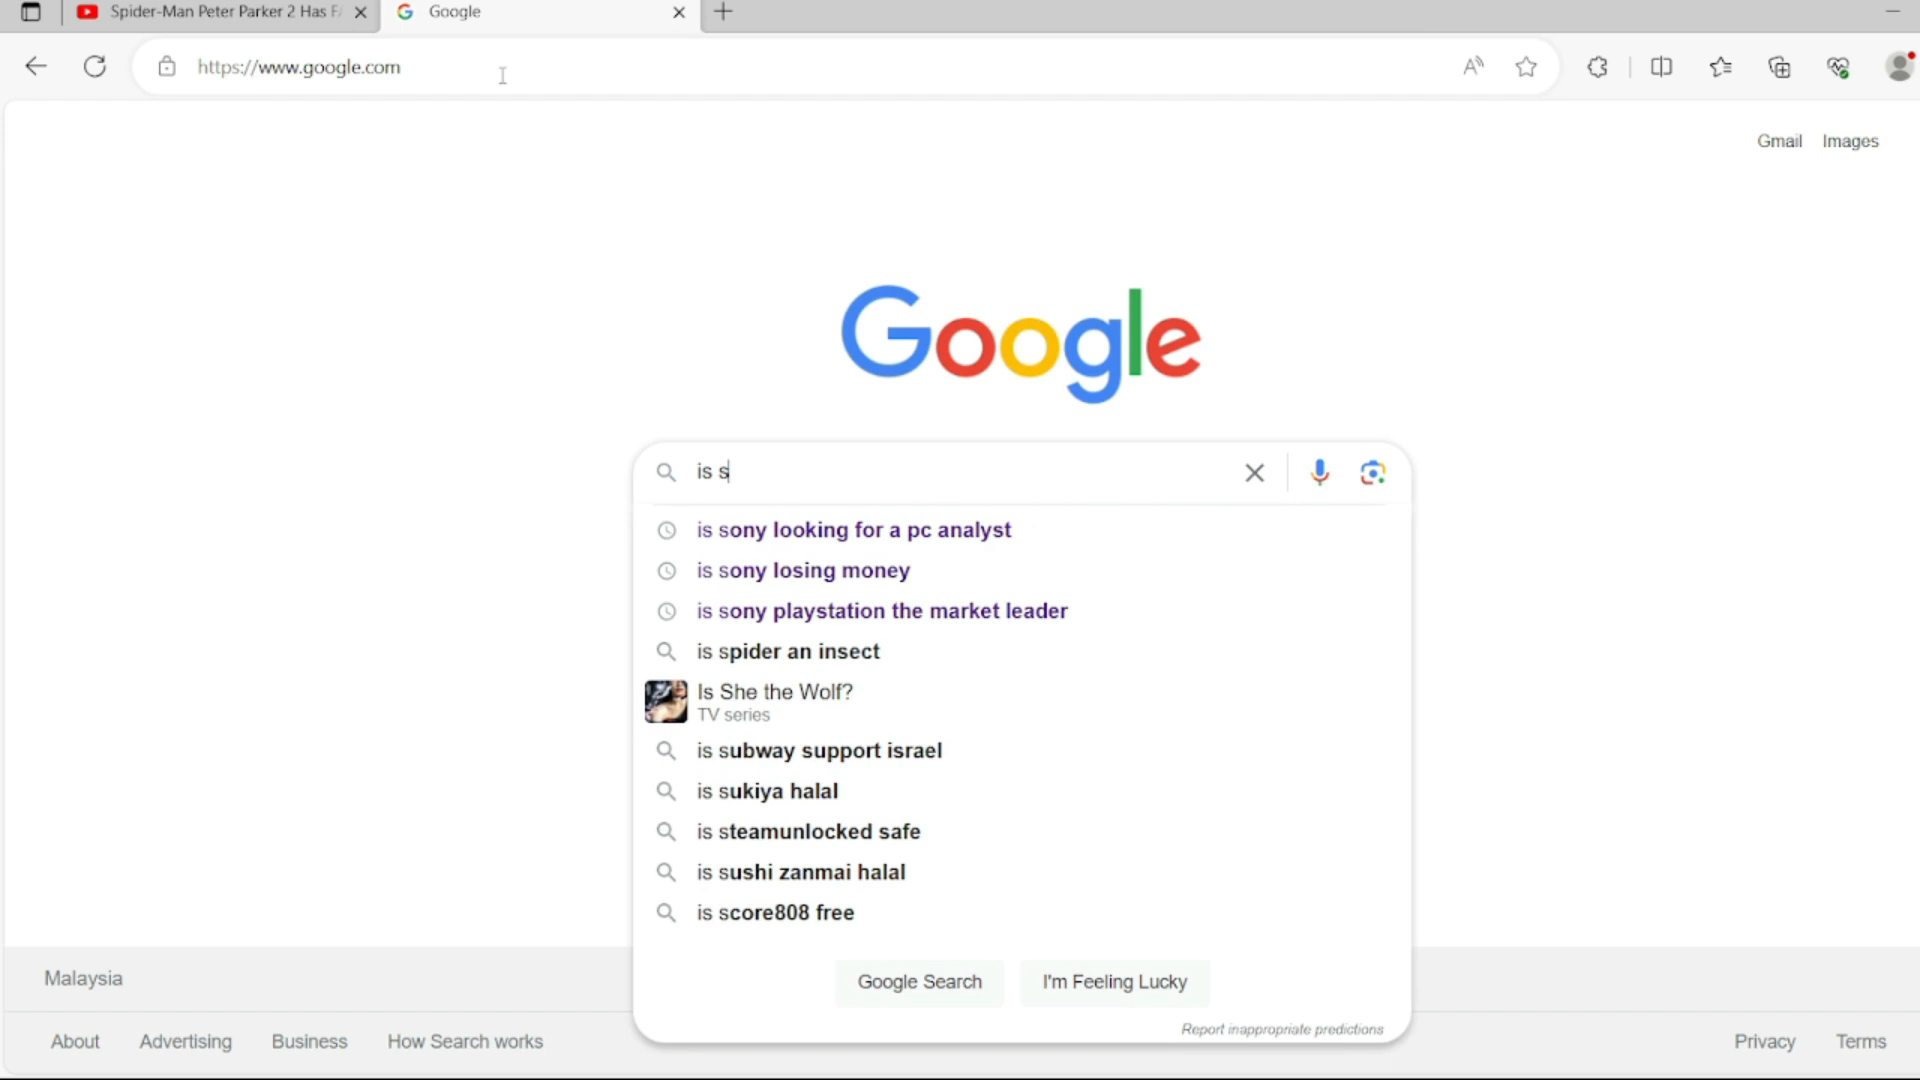 Spider-Man Peter Parker 2 Has F
Google
https://www.google.com
Gmail Images
Google
is s
is sony looking for a pc analyst
is sony losing money
is sony playstation the market leader
is spider an insect
Is She the Wolf?
TV series
is subway support israel
is sukiya halal
is steamunlocked safe
is sushi zanmai halal
is score808 free
Google Search I'm Feeling Lucky
Report inappropriate predictions
Malaysia
About Advertising Business How Search works Privacy Terms